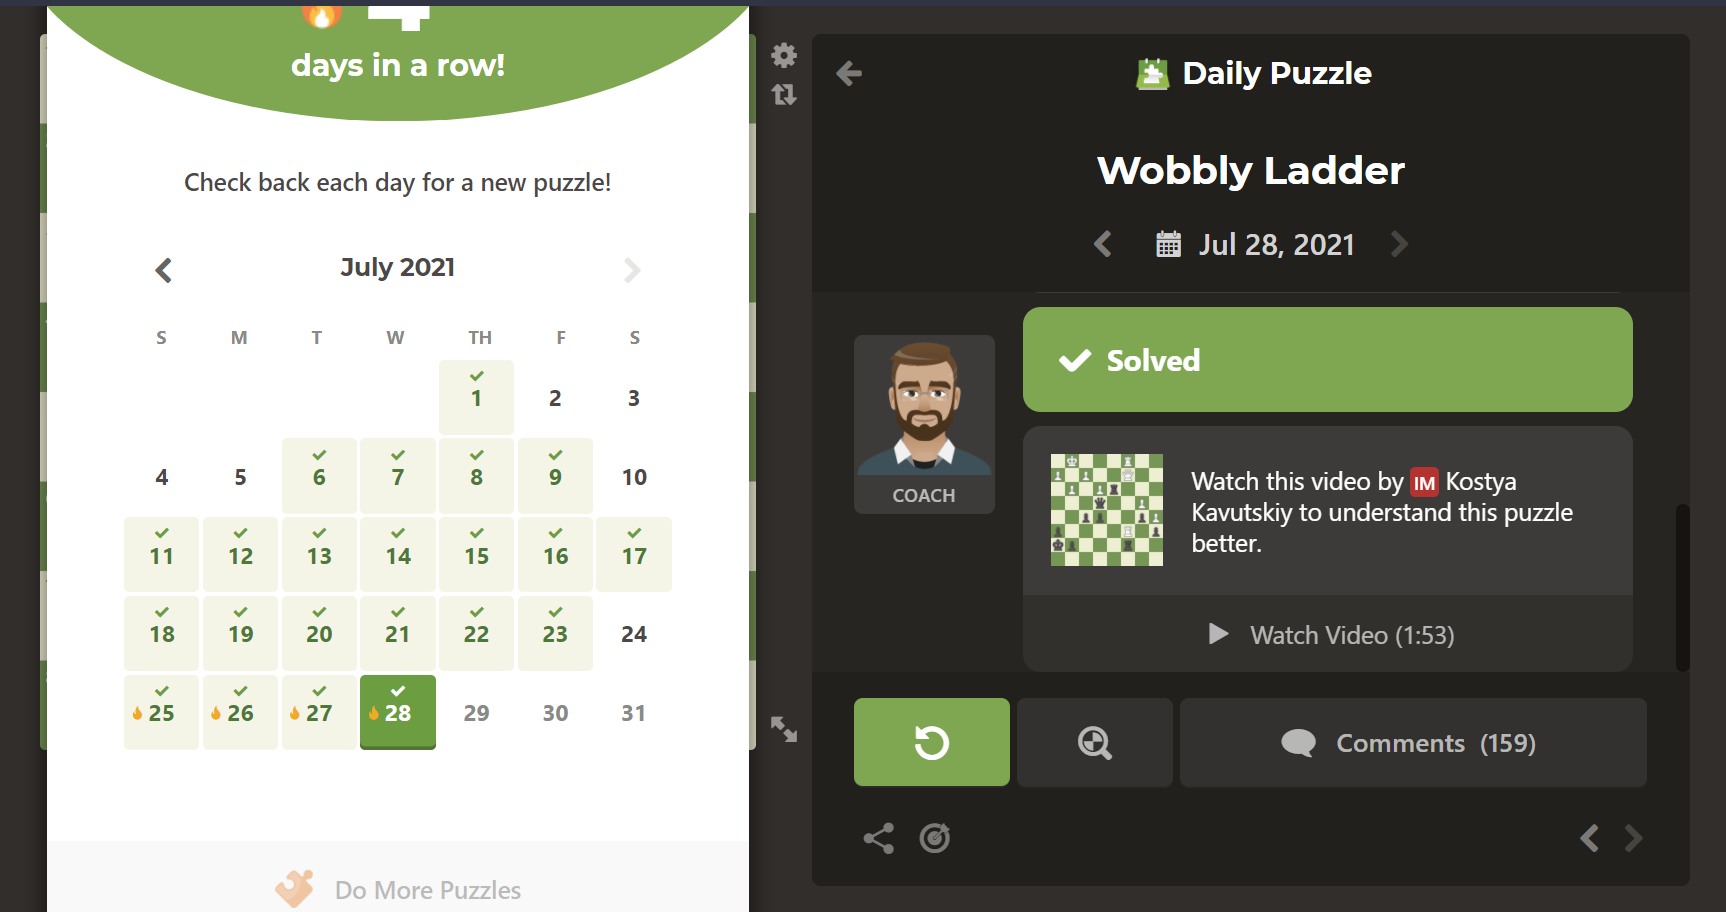 4
days in a row!
Check back each day for a new puzzle!
July 2021
S M T W TH F S
1 2 3
4 5 6 7 8 9 10
11 12 13 14 15 16 17
18 19 20 21 22 23 24
25 26 27 28 29 30 31
Do More Puzzles
Daily Puzzle
Wobbly Ladder
Jul 28, 2021
Solved
COACH
Watch this video by IM Kostya
Kavutskiy to understand this puzzle
better.
Watch Video (1:53)
Comments (159)